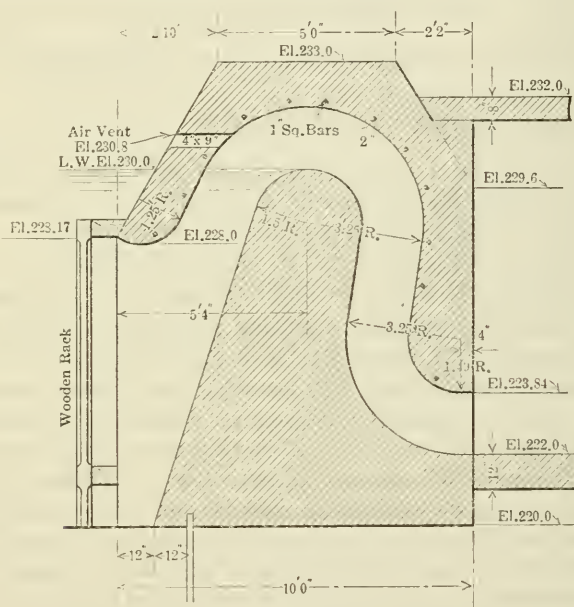 2'10"
5'0"
2'2"
El.233.0
El.232.0
8"
Air Vent
El.230.8
4"x 9"
1" Sq.Bars
2"
L.W.El.230.0
El.229.6
1.25' R.
El.228.17
El.228.0
1.5' R.
3.25' R.
5'4"
3.25' R.
4"
Wooden Rack
El.223.84
El.222.0
El.220.0
12"
12"
10'0"